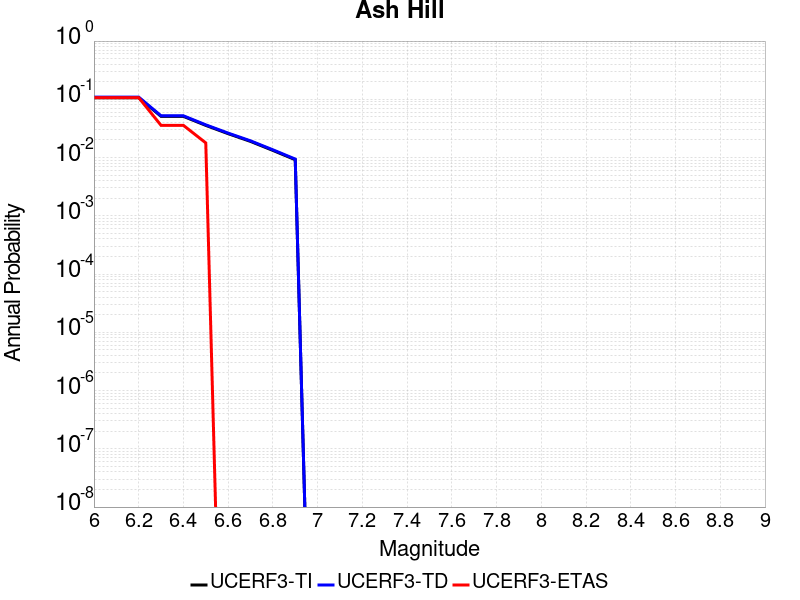 Ash Hill
10^0
10^-1
10^-2
10^-3
10^-4
10^-5
10^-6
10^-7
10^-8
Annual Probability
6 6.2 6.4 6.6 6.8 7 7.2 7.4 7.6 7.8 8 8.2 8.4 8.6 8.8 9
Magnitude
UCERF3-TI UCERF3-TD UCERF3-ETAS